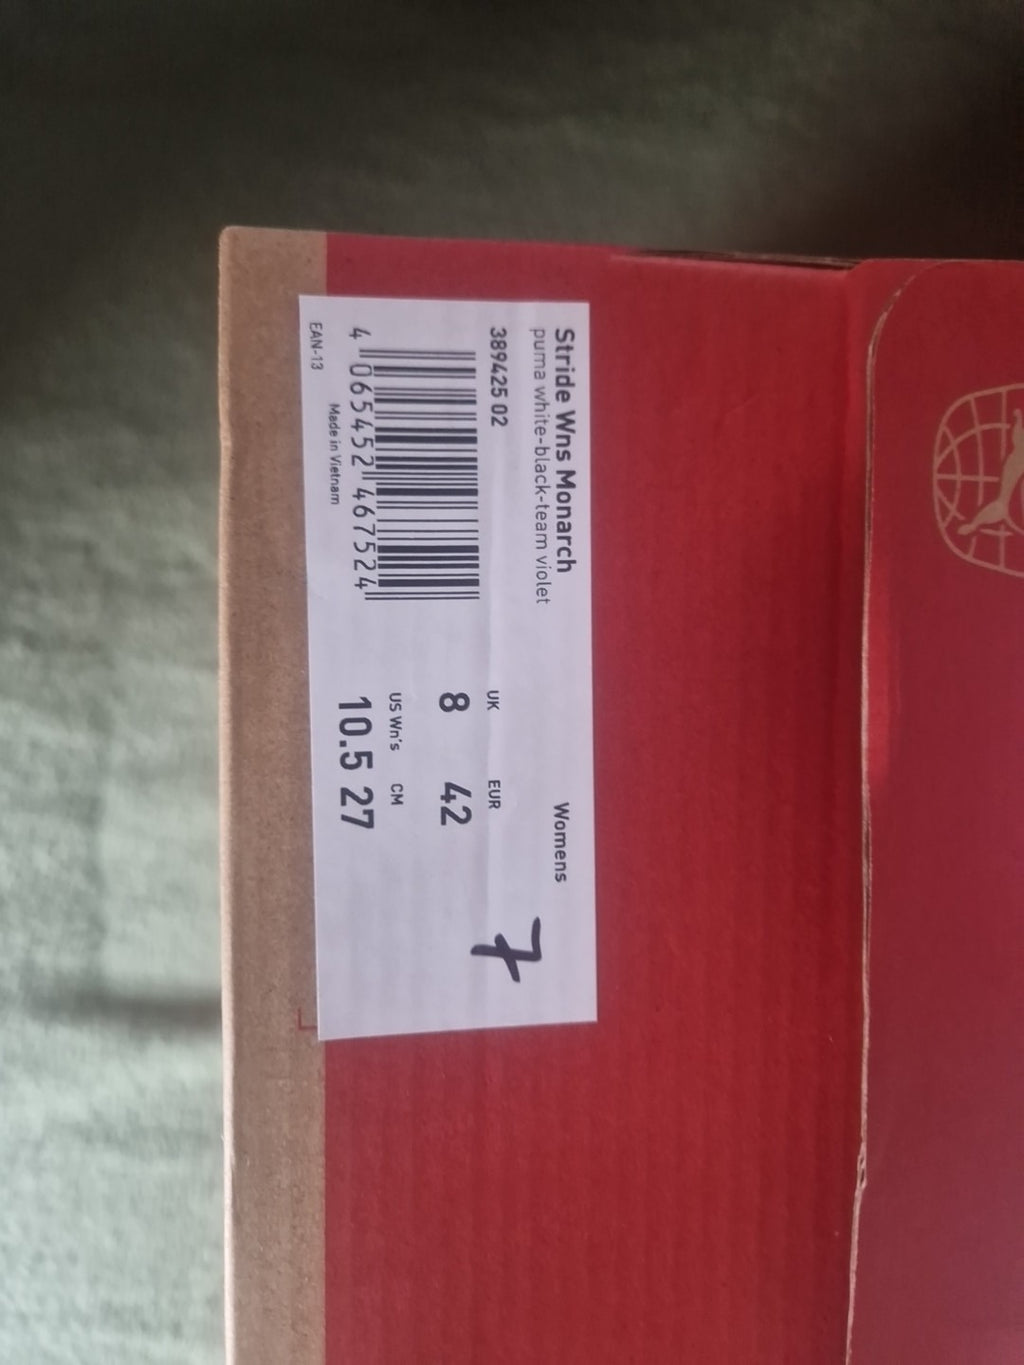 Stride Wns Monarch
Womens
puma white-black-team violet
7
389425 02
UK EUR
8 42
US Wn's CM
10.5 27
4 065452 467524
Made in Vietnam
EAN-13